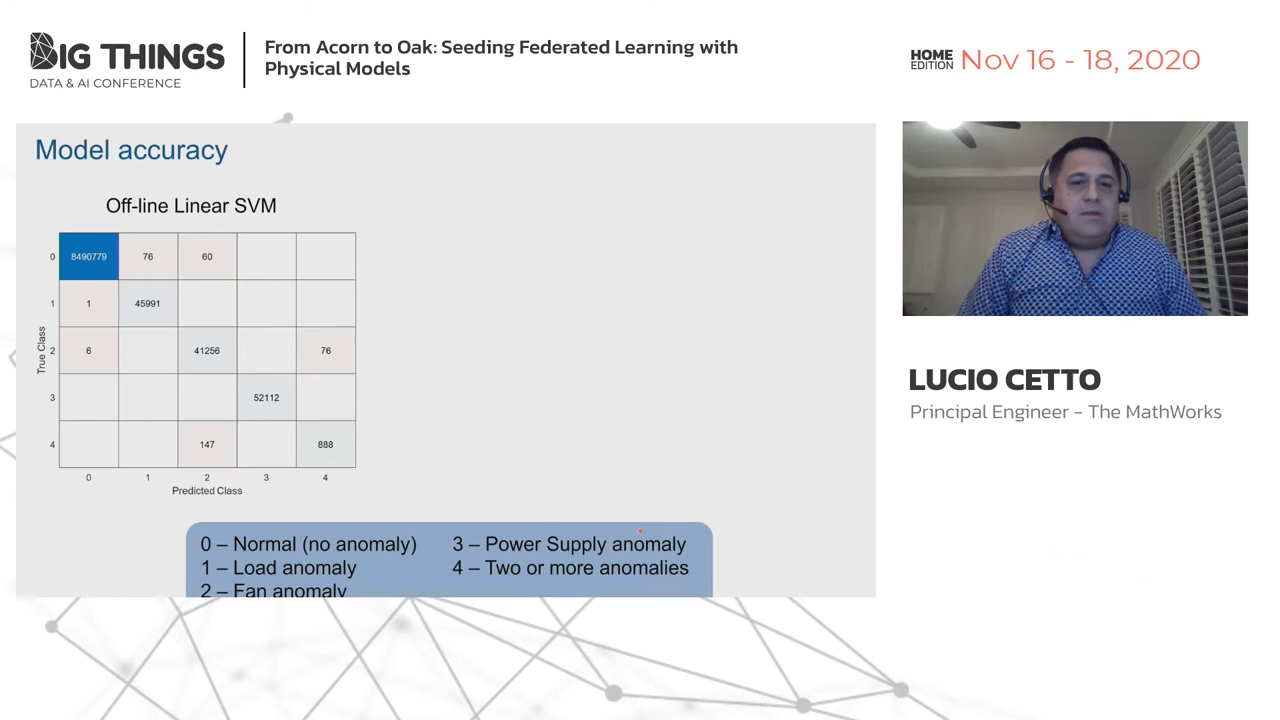 BIG THINGS
DATA & AI CONFERENCE
From Acorn to Oak: Seeding Federated Learning with
Physical Models
HOME
EDITION
Nov 16 - 18, 2020
Model accuracy
Off-line Linear SVM
0 8490779 76 60
1 1 45991
2 6 41256 76
3 52112
4 147 888
True Class
0 1 2 3 4
Predicted Class
0 – Normal (no anomaly)
1 – Load anomaly
2 – Fan anomaly
3 – Power Supply anomaly
4 – Two or more anomalies
LUCIO CETTO
Principal Engineer – The MathWorks